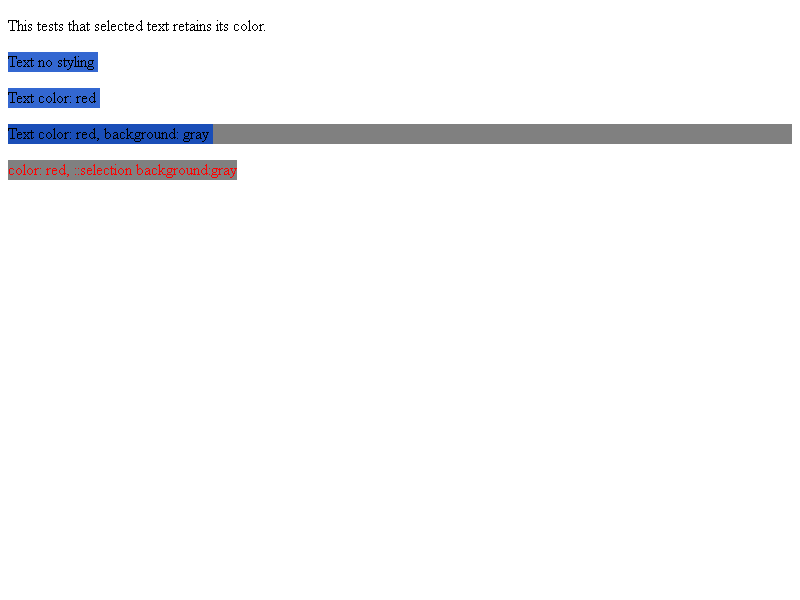 This tests that selected text retains its color.
Text no styling
Text color: red
Text color: red, background: gray
color: red, ::selection background:gray